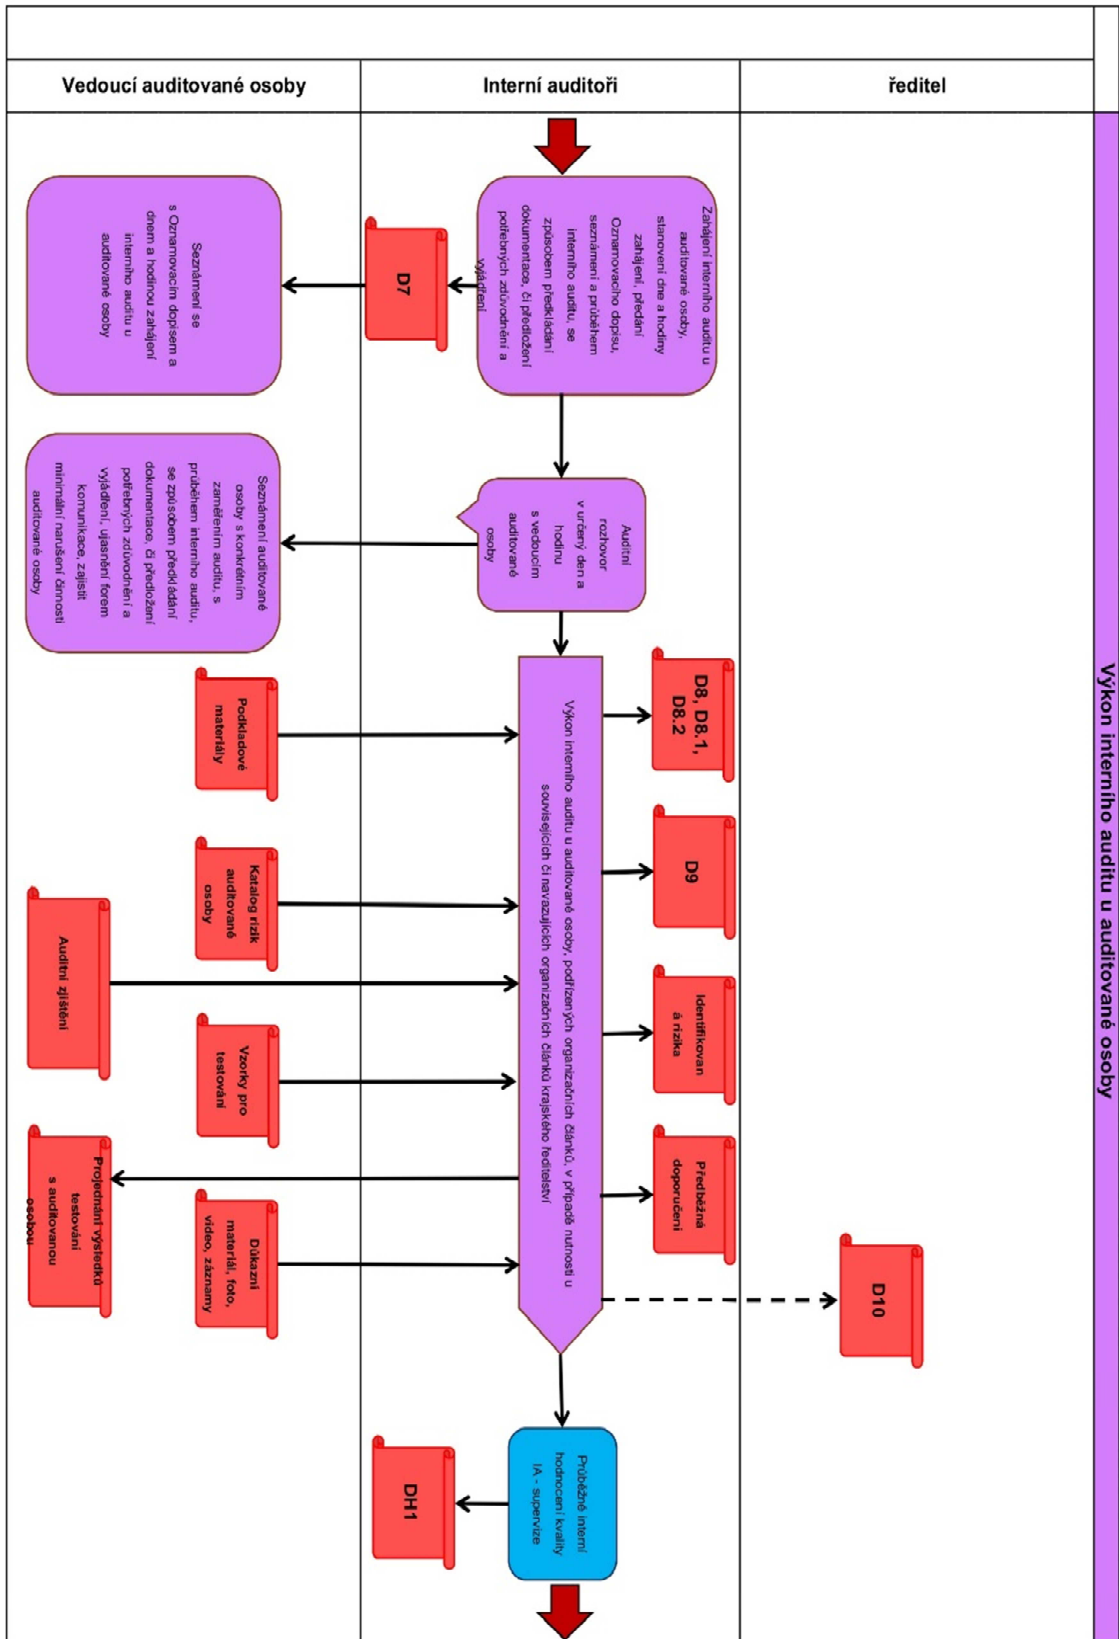 Výkon interního auditu u auditované osoby
ředitel
Interní auditoři
Vedoucí auditované osoby
D10
Zahájení interního auditu u
auditované osoby,
stanovení dne a hodiny
zahájení, předání
Oznamovacího dopisu,
seznámení a průběhem
interního auditu, se
způsobem předkládání
dokumentace, či předložení
potřebných zdůvodnění a
vyjádření
D7
Auditní
rozhovor
v určený den a
hodinu
s vedoucím
auditované
osoby
D8, D8.1,
D8.2
D9
Identifikovan
á rizika
Předběžná
doporučení
Výkon interního auditu u auditované osoby, podřízených organizačních článků, v případě nutnosti u
souvisejících či navazujících organizačních článků krajského ředitelství
Průběžné interní
hodnocení kvality
IA - supervize
DH1
Seznámení se
s Oznamovacím dopisem a
dnem a hodinou zahájení
interního auditu u
auditované osoby
Seznámení auditované
osoby s konkrétním
zaměřením auditu, s
průběhem interního auditu,
se způsobem předkládání
dokumentace, či předložení
potřebných zdůvodnění a
vyjádření, ujasnění forem
komunikace, zajistit
minimální narušení činnosti
auditované osoby
Podkladové
materiály
Katalog rizik
auditované
osoby
Vzorky pro
testování
Důkazní
materiál, foto,
video, záznamy
Auditní zjištění
Projednání výsledků
testování
s auditovanou
osobou